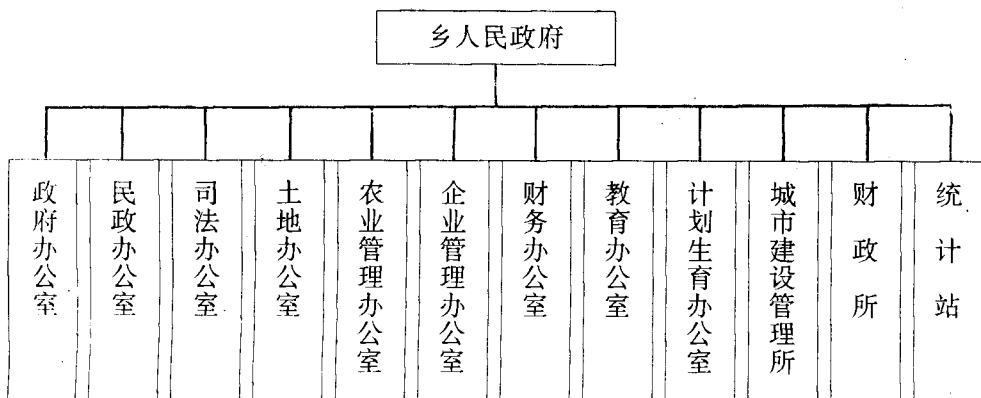 乡人民政府
政府办公室
民政办公室
司法办公室
土地办公室
农业管理办公室
企业管理办公室
财务办公室
教育办公室
计划生育办公室
城市建设管理所
财政所
统计站